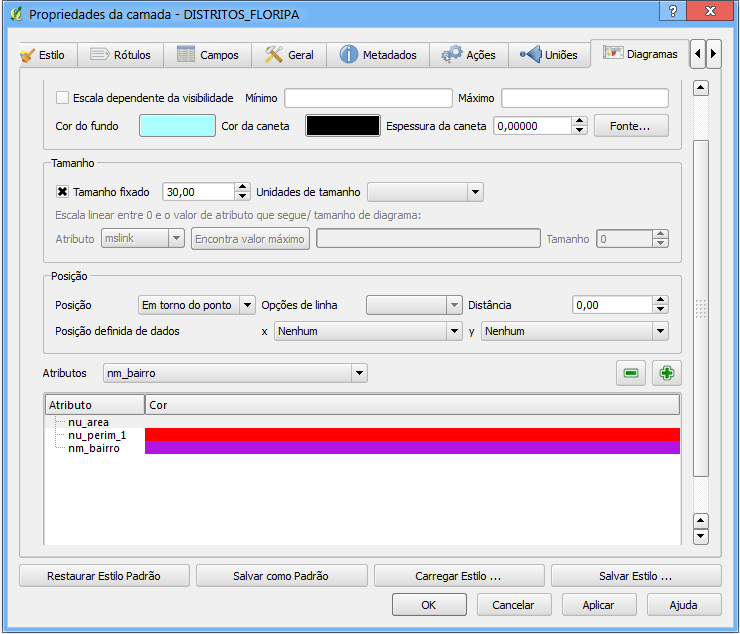 Propriedades da camada - DISTRITOS_FLORIPA
Estilo Rótulos Campos Geral Metadados Ações Uniões Diagramas
Escala dependente da visibilidade Mínimo Máximo
Cor do fundo Cor da caneta Espessura da caneta 0,00000 Fonte...
Tamanho
Tamanho fixado 30,00 Unidades de tamanho
Escala linear entre 0 e o valor de atributo que segue/ tamanho de diagrama:
Atributo mslink Encontra valor máximo Tamanho 0
Posição
Posição Em torno do ponto Opções de linha Distância 0,00
Posição definida de dados x Nenhum y Nenhum
Atributos nm_bairro
Atributo Cor
nu_area
nu_perim_1
nm_bairro
Restaurar Estilo Padrão Salvar como Padrão Carregar Estilo ... Salvar Estilo ...
OK Cancelar Aplicar Ajuda